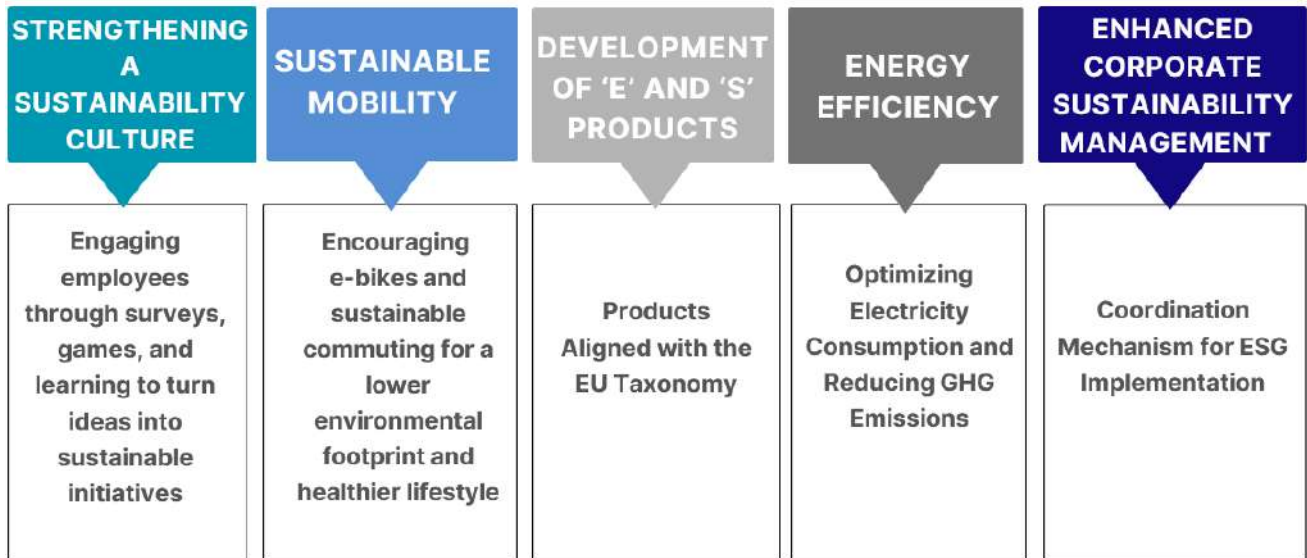 STRENGTHENING
A
SUSTAINABILITY
CULTURE
Engaging
employees
through surveys,
games, and
learning to turn
ideas into
sustainable
initiatives
SUSTAINABLE
MOBILITY
Encouraging
e-bikes and
sustainable
commuting for a
lower
environmental
footprint and
healthier lifestyle
DEVELOPMENT
OF ‘E’ AND ‘S’
PRODUCTS
Products
Aligned with the
EU Taxonomy
ENERGY
EFFICIENCY
Optimizing
Electricity
Consumption and
Reducing GHG
Emissions
ENHANCED
CORPORATE
SUSTAINABILITY
MANAGEMENT
Coordination
Mechanism for ESG
Implementation